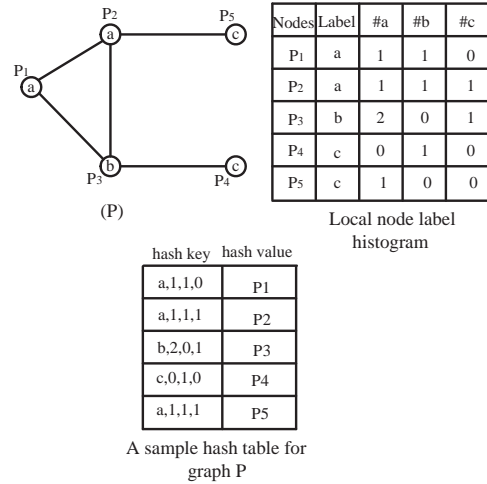 P2
P5
a
c
P1
a
b
c
P3
P4
(P)
Nodes Label #a #b #c
P1 a 1 1 0
P2 a 1 1 1
P3 b 2 0 1
P4 c 0 1 0
P5 c 1 0 0
Local node label
histogram
hash key hash value
a,1,1,0 P1
a,1,1,1 P2
b,2,0,1 P3
c,0,1,0 P4
a,1,1,1 P5
A sample hash table for
graph P